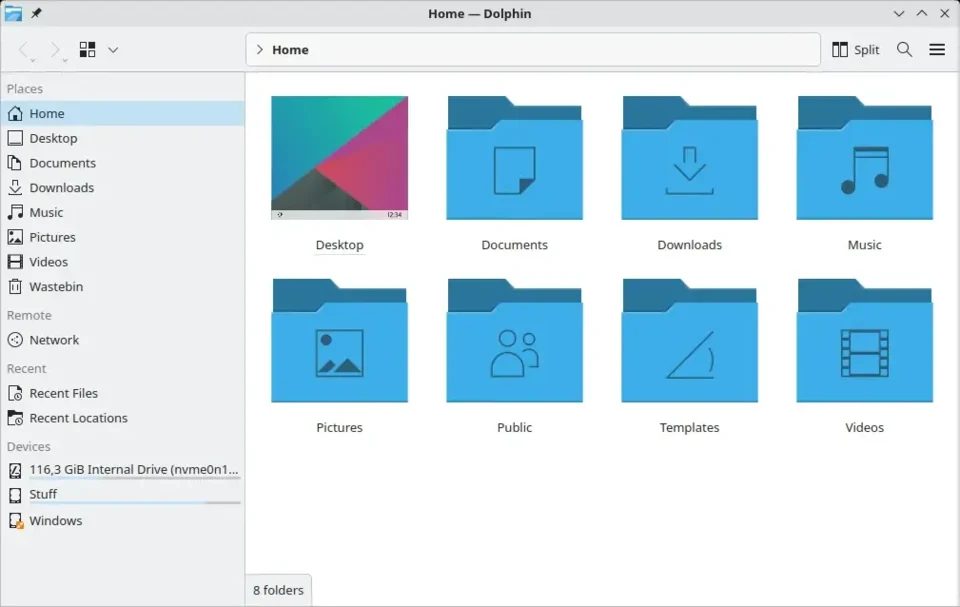 Home — Dolphin
Home
Split
Places
Home
Desktop
Documents
Downloads
Music
Pictures
Videos
Wastebin
Remote
Network
Recent
Recent Files
Recent Locations
Devices
116,3 GiB Internal Drive (nvme0n1...
Stuff
Windows
12:34
Desktop
Documents
Downloads
Music
Pictures
Public
Templates
Videos
8 folders